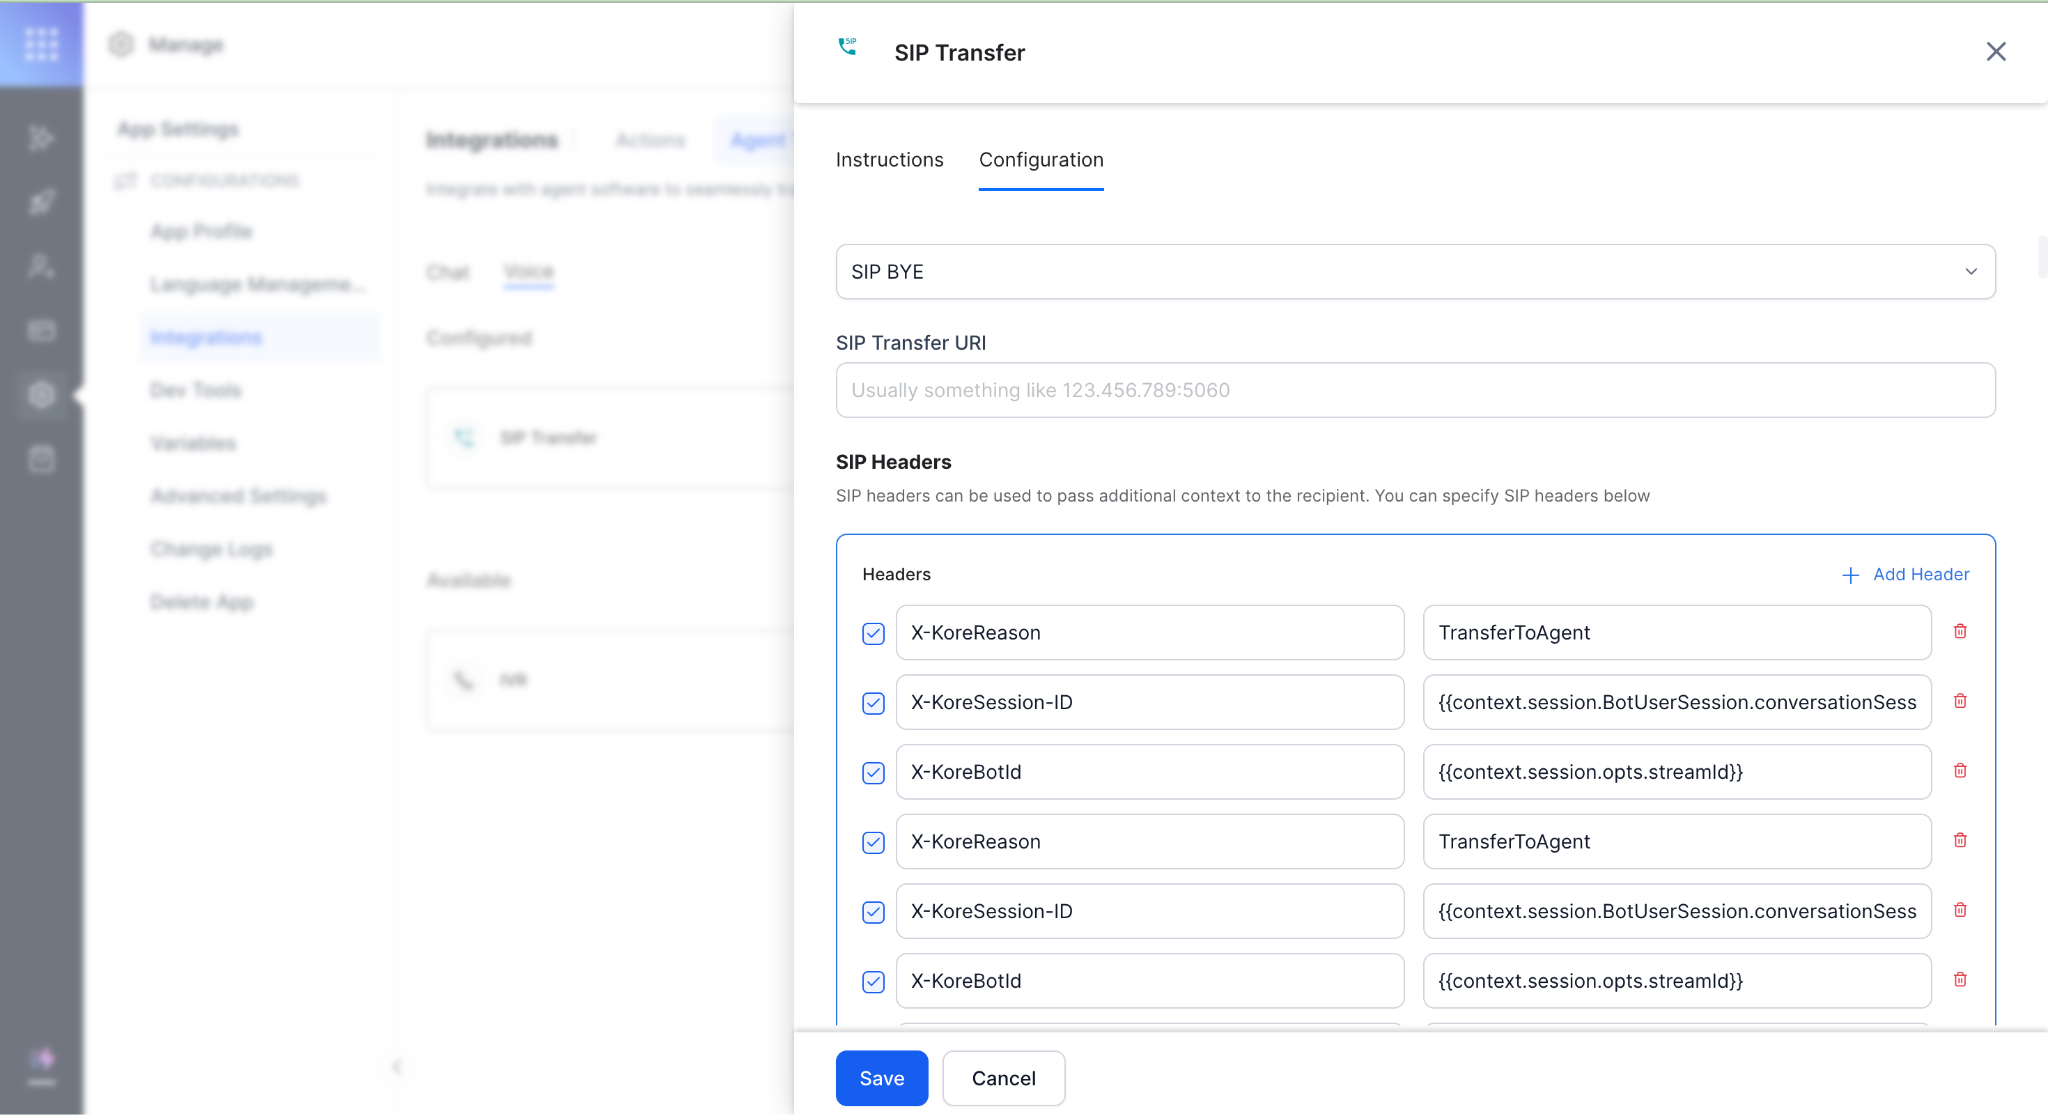 Manage
SIP
SIP Transfer
App Settings
CONFIGURATIONS
App Profile
Language Manageme...
Integrations
Dev Tools
Variables
Advanced Settings
Change Logs
Delete App
Integrations
Actions
Agent
Integrate with agent software to seamlessly
Chat
Voice
Configured
SIP Transfer
Available
IVR
Instructions
Configuration
SIP BYE
SIP Transfer URI
Usually something like 123.456.789:5060
SIP Headers
SIP headers can be used to pass additional context to the recipient. You can specify SIP headers below
Headers
Add Header
X-KoreReason
TransferToAgent
X-KoreSession-ID
{{context.session.BotUserSession.conversationSess
X-KoreBotId
{{context.session.opts.streamId}}
X-KoreReason
TransferToAgent
X-KoreSession-ID
{{context.session.BotUserSession.conversationSess
X-KoreBotId
{{context.session.opts.streamId}}
Save
Cancel